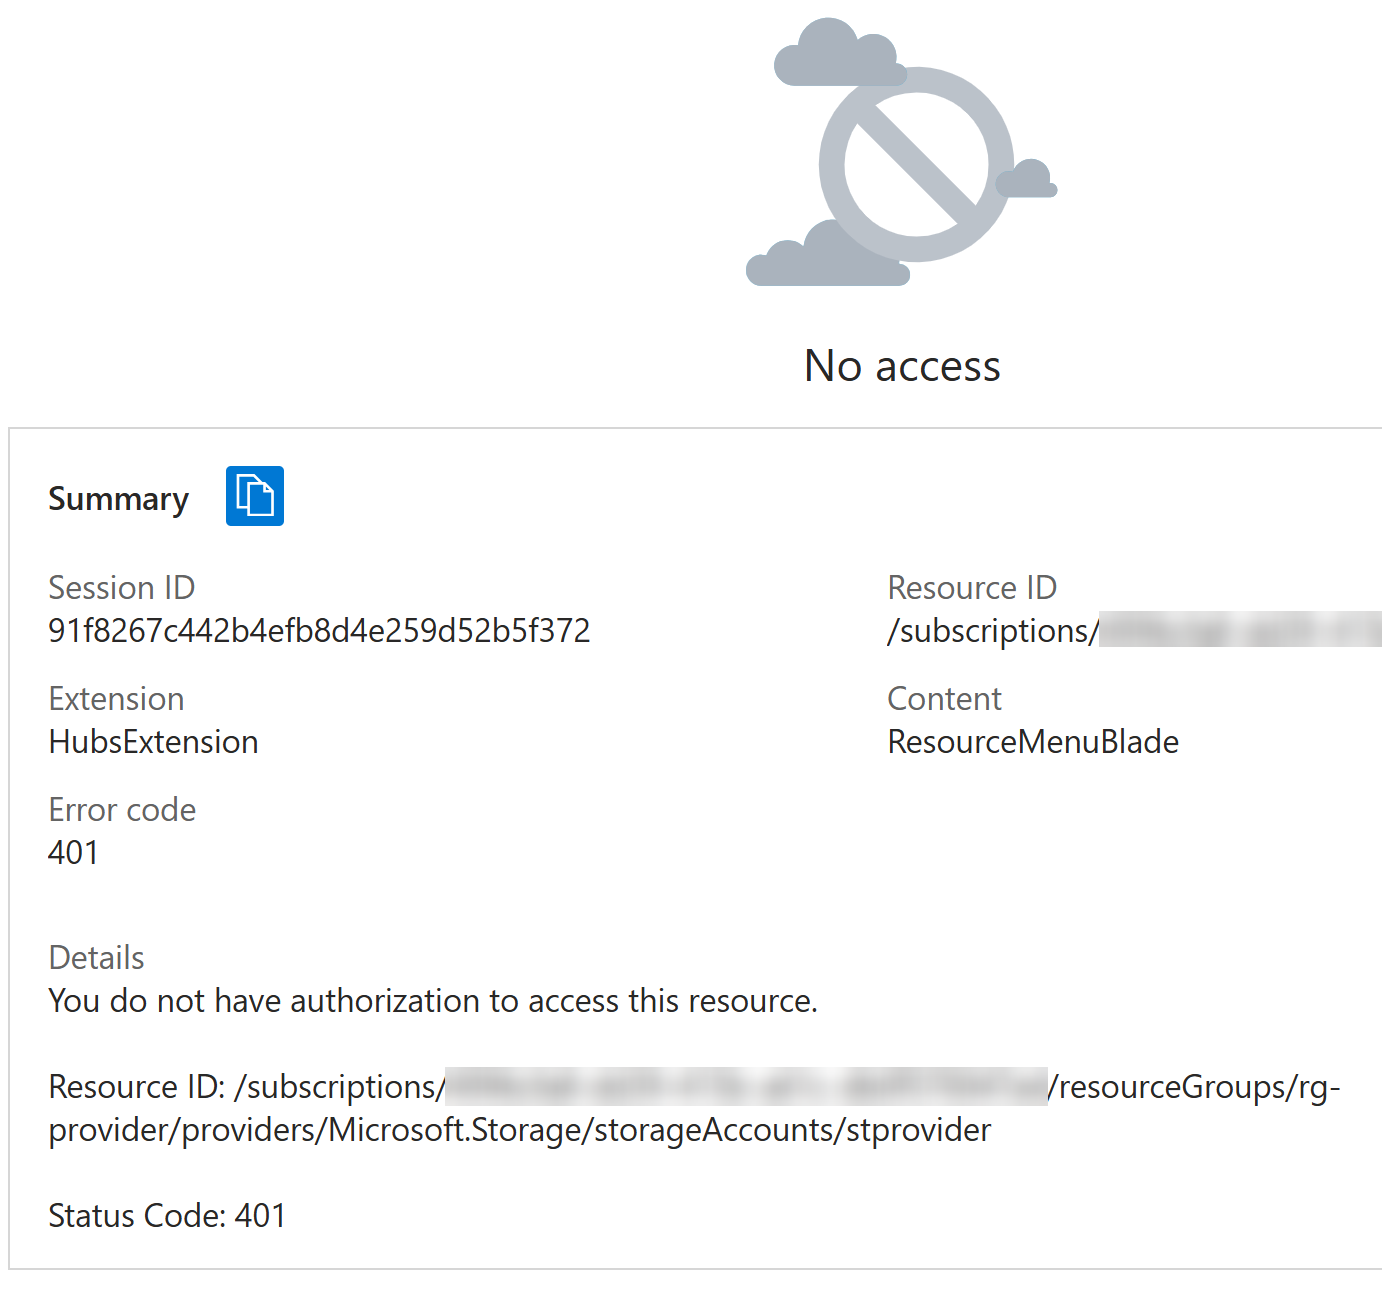 No access
Summary
Session ID
91f8267c442b4efb8d4e259d52b5f372
Resource ID
/subscriptions/
Extension
HubsExtension
Content
ResourceMenuBlade
Error code
401
Details
You do not have authorization to access this resource.
Resource ID: /subscriptions/ /resourceGroups/rg-
provider/providers/Microsoft.Storage/storageAccounts/stprovider
Status Code: 401